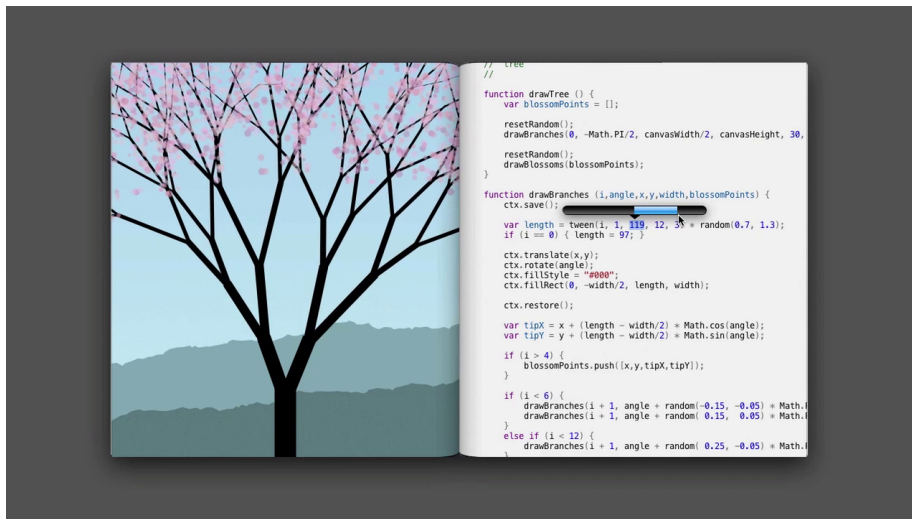 // tree
//
function drawTree () {
var blossomPoints = [];
resetRandom();
drawBranches(0, -Math.PI/2, canvasWidth/2, canvasHeight, 30,
resetRandom();
drawBlossoms(blossomPoints);
}
function drawBranches (i,angle,x,y,width,blossomPoints) {
ctx.save();
var length = tween(i, 1, 119, 12, 3) * random(0.7, 1.3);
if (i == 0) { length = 97; }
ctx.translate(x,y);
ctx.rotate(angle);
ctx.fillStyle = "#000";
ctx.fillRect(0, -width/2, length, width);
ctx.restore();
var tipX = x + (length - width/2) * Math.cos(angle);
var tipY = y + (length - width/2) * Math.sin(angle);
if (i > 4) {
blossomPoints.push([x,y,tipX,tipY]);
}
if (i < 6) {
drawBranches(i + 1, angle + random(-0.15, -0.05) * Math.
drawBranches(i + 1, angle + random( 0.15, 0.05) * Math.
}
else if (i < 12) {
drawBranches(i + 1, angle + random( 0.25, -0.05) * Math.
}